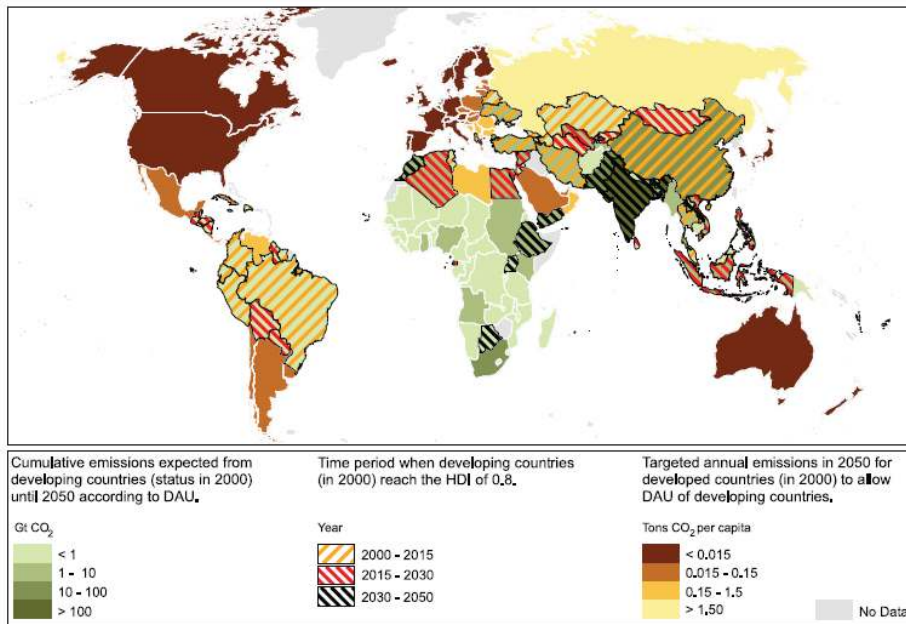 Cumulative emissions expected from
developing countries (status in 2000)
until 2050 according to DAU.
Gt CO2
< 1
1 - 10
10 - 100
> 100
Time period when developing countries
(in 2000) reach the HDI of 0.8.
Year
2000 - 2015
2015 - 2030
2030 - 2050
Targeted annual emissions in 2050 for
developed countries (in 2000) to allow
DAU of developing countries.
Tons CO2 per capita
< 0.015
0.015 - 0.15
0.15 - 1.5
> 1.50
No Data